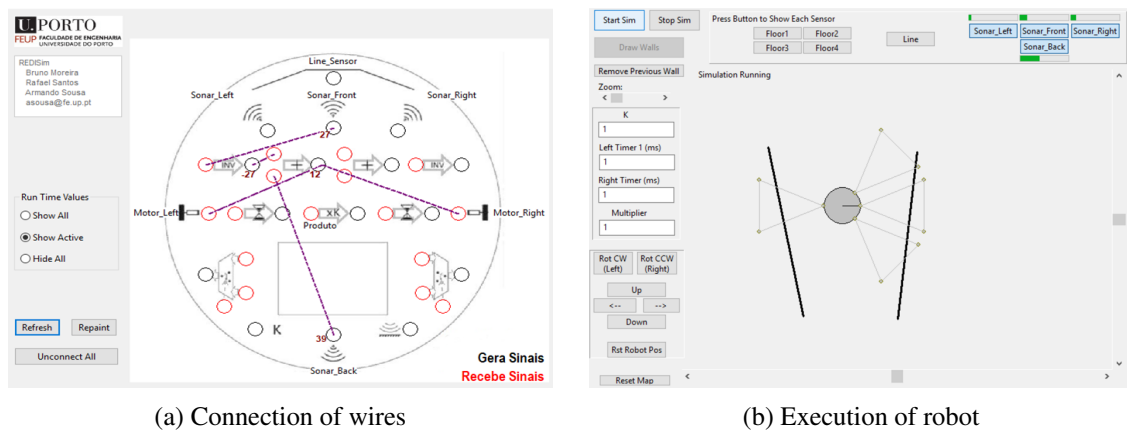 U. PORTO
FEUP FACULDADE DE ENGENHARIA
UNIVERSIDADE DO PORTO
REDISim
Bruno Moreira
Rafael Santos
Armando Sousa
asousa@fe.up.pt
Run Time Values
Show All
Show Active
Hide All
Refresh
Repaint
Unconnect All
Line_Sensor
Sonar_Left
Sonar_Front
Sonar_Right
27
INV
-27
+
12
+
INV
Motor_Left
XK
Motor_Right
Produto
K
39
Sonar_Back
Gera Sinais
Recebe Sinais
(a) Connection of wires
Start Sim
Stop Sim
Press Button to Show Each Sensor
Floor1
Floor2
Floor3
Floor4
Line
Sonar_Left
Sonar_Front
Sonar_Right
Sonar_Back
Draw Walls
Remove Previous Wall
Simulation Running
Zoom:
K
1
Left Timer 1 (ms)
1
Right Timer (ms)
1
Multiplier
1
Rot CW (Left)
Rot CCW (Right)
Up
<--
-->
Down
Rst Robot Pos
Reset Map
(b) Execution of robot